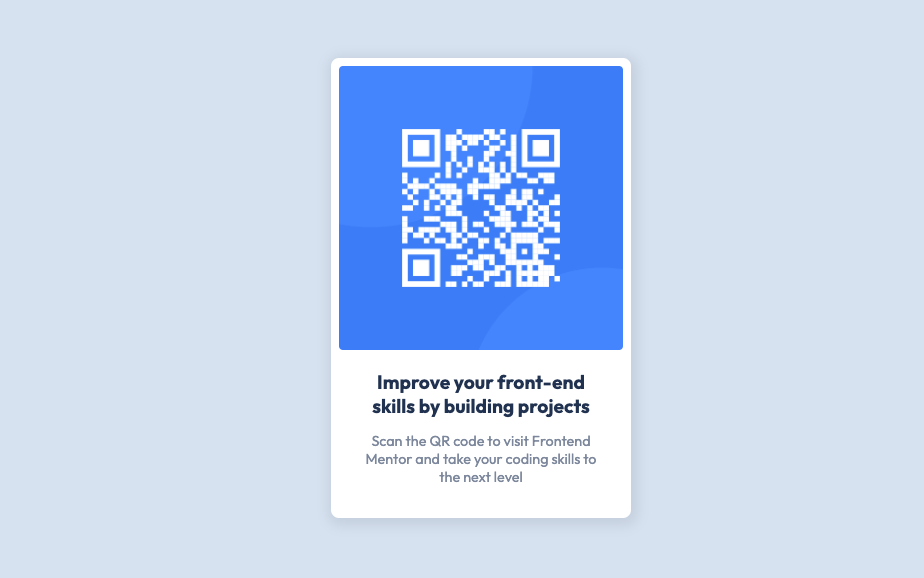 Improve your front-end
skills by building projects
Scan the QR code to visit Frontend
Mentor and take your coding skills to
the next level